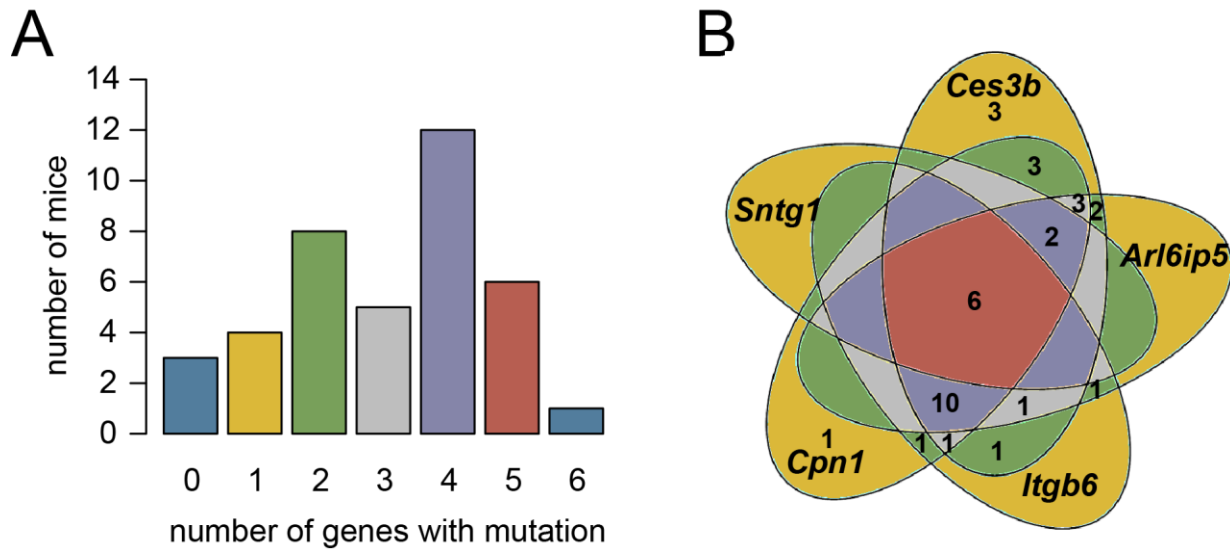 A
B
14
12
10
8
6
4
2
0
number of mice
0 1 2 3 4 5 6
number of genes with mutation
Ces3b
3
3
3 2
Sntg1
2
Arl6ip5
6
10
1
1
1
Cpn1
1 1
1
Itgb6